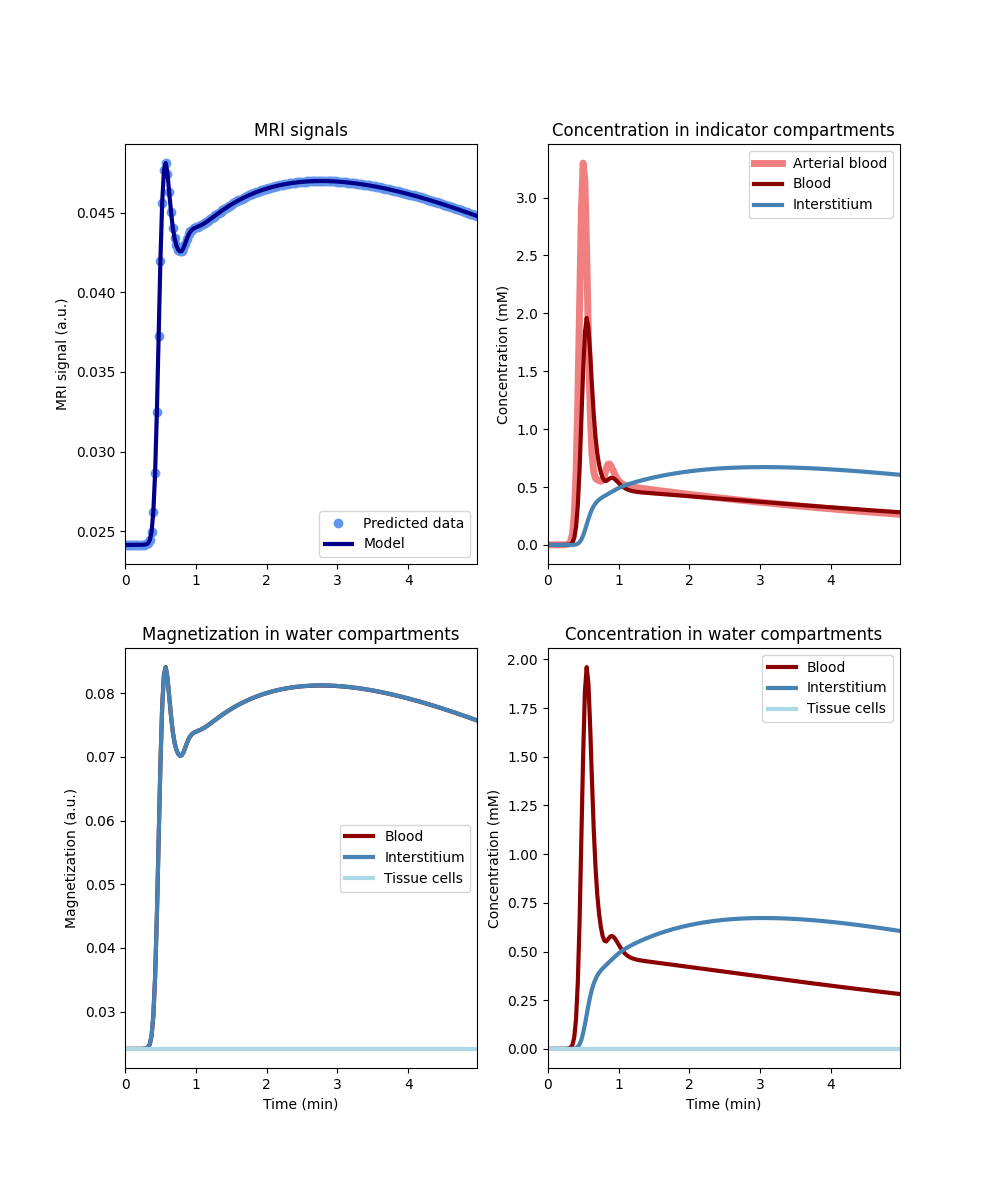 MRI signals
MRI signal (a.u.)
0.045
0.040
0.035
0.030
0.025
0
1
2
3
4
Predicted data
Model
Concentration in indicator compartments
Concentration (mM)
3.0
2.5
2.0
1.5
1.0
0.5
0.0
0
1
2
3
4
Arterial blood
Blood
Interstitium
Magnetization in water compartments
Magnetization (a.u.)
0.08
0.07
0.06
0.05
0.04
0.03
0
1
2
3
4
Time (min)
Blood
Interstitium
Tissue cells
Concentration in water compartments
Concentration (mM)
2.00
1.75
1.50
1.25
1.00
0.75
0.50
0.25
0.00
0
1
2
3
4
Time (min)
Blood
Interstitium
Tissue cells